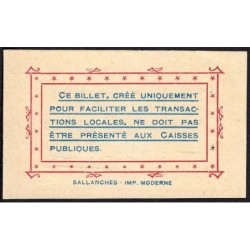 CE BILLET, CRÉÉ UNIQUEMENT
POUR FACILITER LES TRANSAC-
TIONS LOCALES, NE DOIT PAS
ÊTRE PRÉSENTÉ AUX CAISSES
PUBLIQUES.
SALLANCHES - IMP. MODERNE